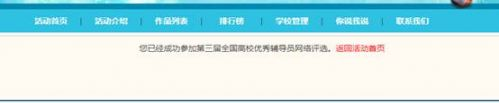 活动首页 活动介绍 作品列表 排行榜 学校管理 你说我说 联系我们
您已经成功参加第三届全国高校优秀辅导员网络评选。返回活动首页